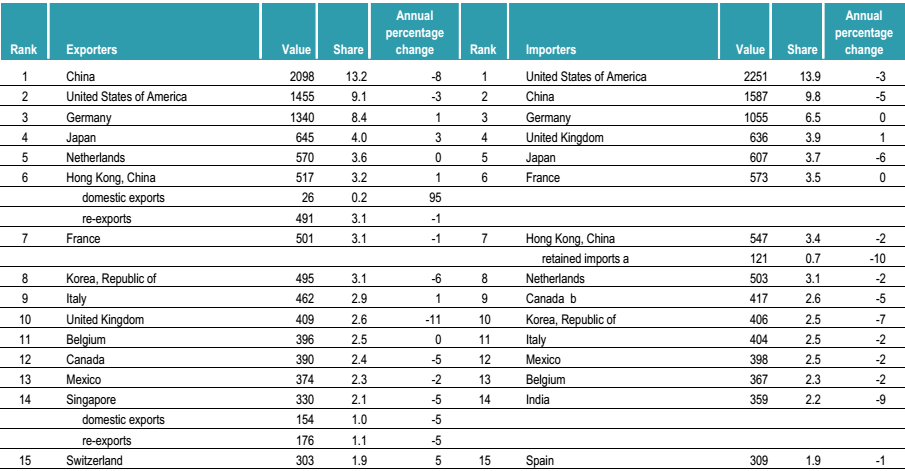 Rank Exporters Value Share Annual percentage change Rank Importers Value Share Annual percentage change
1 China 2098 13.2 -8 1 United States of America 2251 13.9 -3
2 United States of America 1455 9.1 -3 2 China 1587 9.8 -5
3 Germany 1340 8.4 1 3 Germany 1055 6.5 0
4 Japan 645 4.0 3 4 United Kingdom 636 3.9 1
5 Netherlands 570 3.6 0 5 Japan 607 3.7 -6
6 Hong Kong, China 517 3.2 1 6 France 573 3.5 0
domestic exports 26 0.2 95
re-exports 491 3.1 -1
7 France 501 3.1 -1 7 Hong Kong, China 547 3.4 -2
retained imports a 121 0.7 -10
8 Korea, Republic of 495 3.1 -6 8 Netherlands 503 3.1 -2
9 Italy 462 2.9 1 9 Canada b 417 2.6 -5
10 United Kingdom 409 2.6 -11 10 Korea, Republic of 406 2.5 -7
11 Belgium 396 2.5 0 11 Italy 404 2.5 -2
12 Canada 390 2.4 -5 12 Mexico 398 2.5 -2
13 Mexico 374 2.3 -2 13 Belgium 367 2.3 -2
14 Singapore 330 2.1 -5 14 India 359 2.2 -9
domestic exports 154 1.0 -5
re-exports 176 1.1 -5
15 Switzerland 303 1.9 5 15 Spain 309 1.9 -1